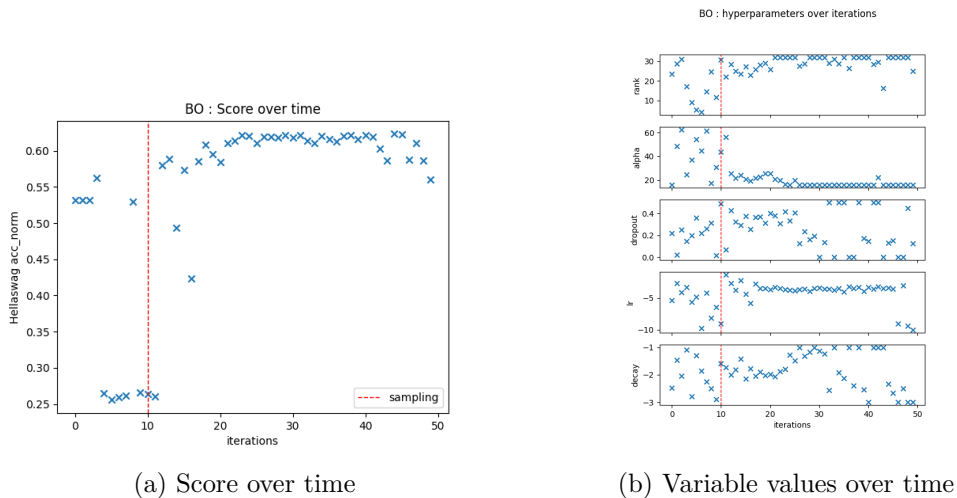 BO : Score over time
Hellaswag acc_norm
0.60
0.55
0.50
0.45
0.40
0.35
0.30
0.25
sampling
0 10 20 30 40 50
iterations
(a) Score over time
BO : hyperparameters over iterations
rank
30
20
10
alpha
60
40
20
dropout
0.4
0.2
0.0
lr
−5
−10
decay
−1
−2
−3
0 10 20 30 40 50
iterations
(b) Variable values over time